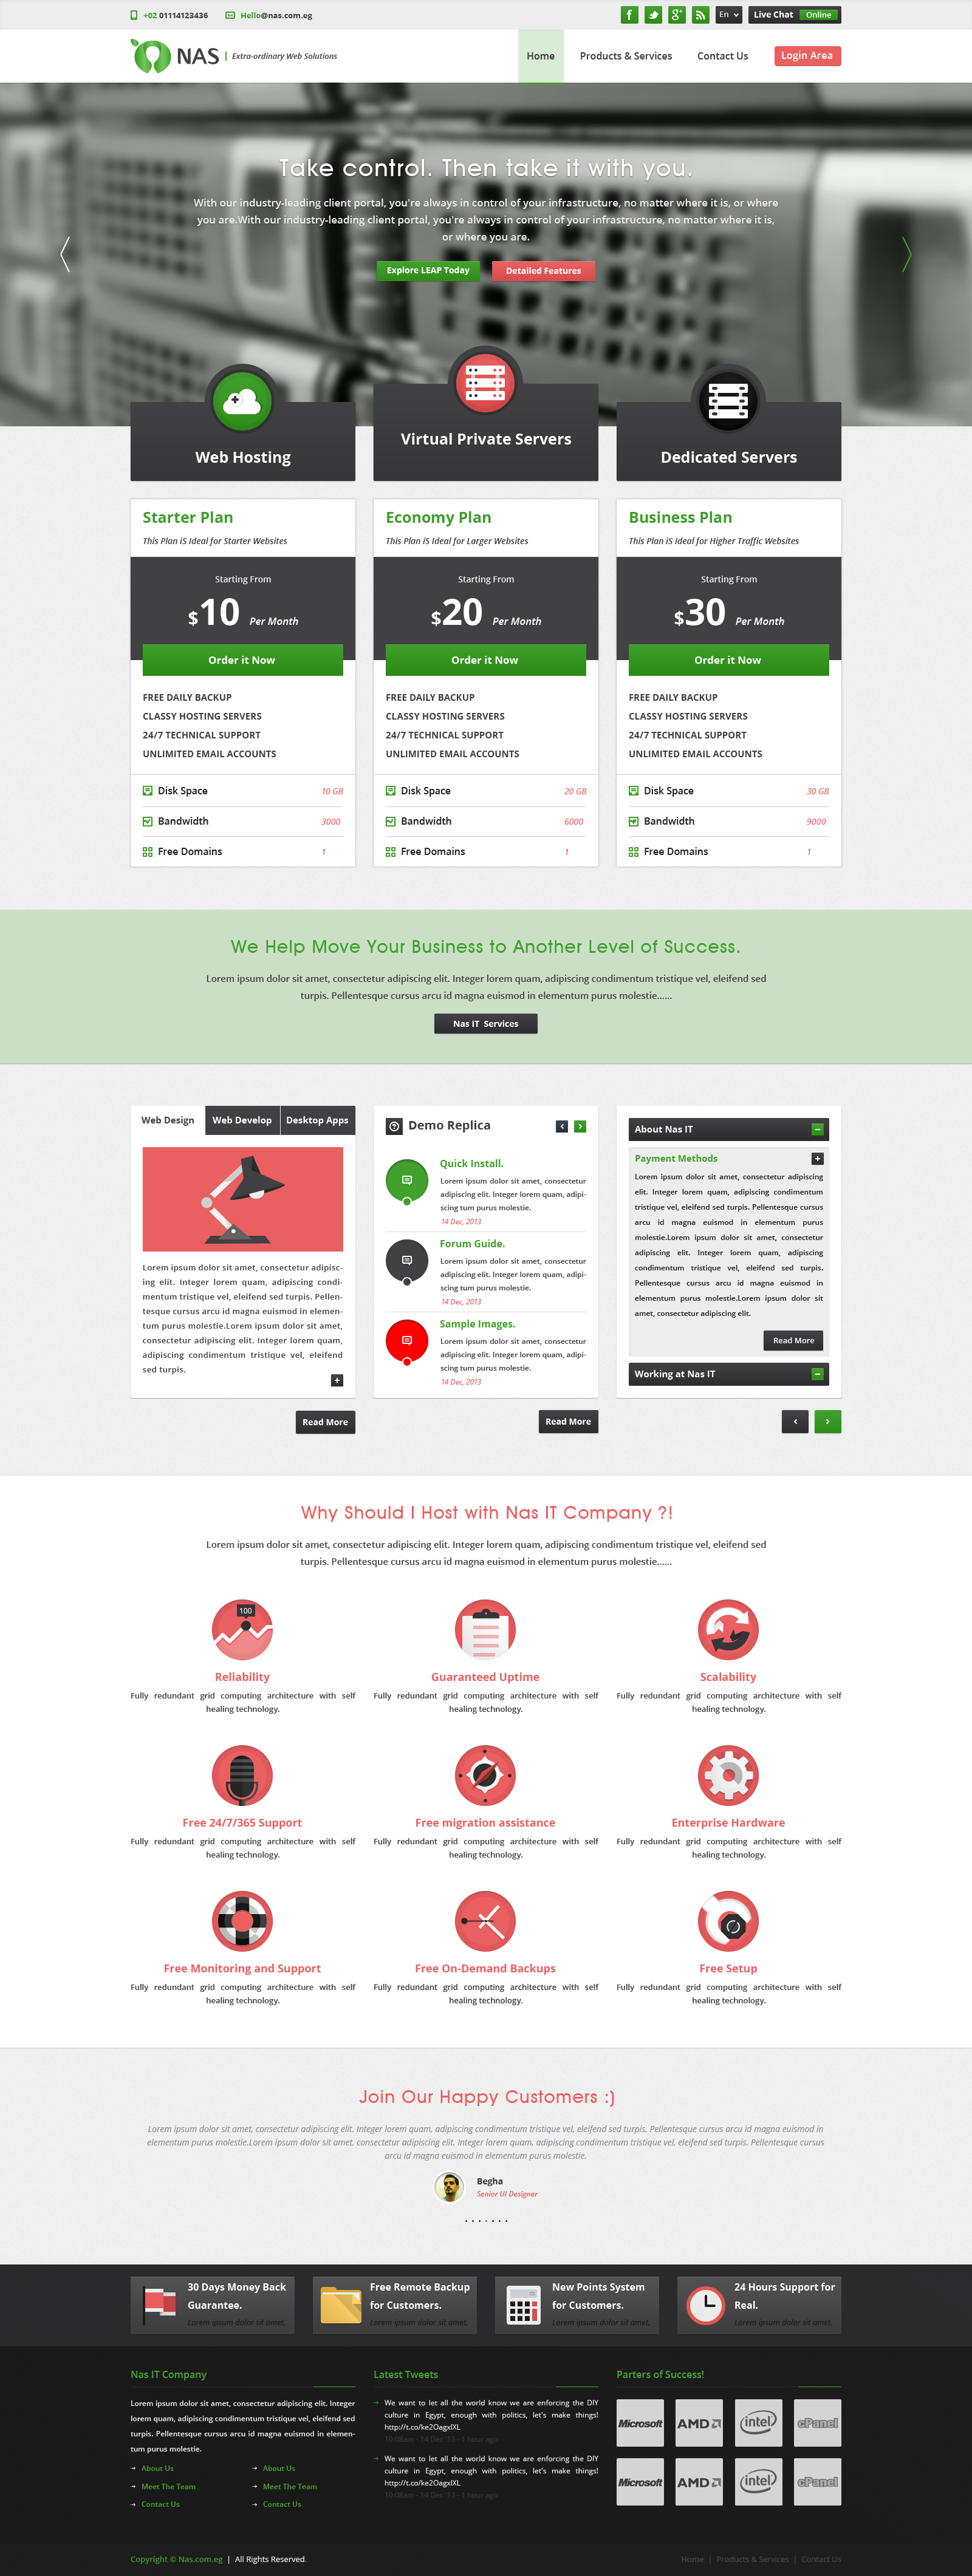 +02 01114123436 Hello@nas.com.eg En Live Chat Online
NAS | Extra-ordinary Web Solutions Home Products & Services Contact Us Login Area
Take control. Then take it with you.
With our industry-leading client portal, you're always in control of your infrastructure, no matter where it is, or where
you are.With our industry-leading client portal, you're always in control of your infrastructure, no matter where it is,
or where you are.
Explore LEAP Today Detailed Features
Web Hosting
Virtual Private Servers
Dedicated Servers
Starter Plan
This Plan iS Ideal for Starter Websites
Starting From
$10 Per Month
Order it Now
FREE DAILY BACKUP
CLASSY HOSTING SERVERS
24/7 TECHNICAL SUPPORT
UNLIMITED EMAIL ACCOUNTS
Disk Space 10 GB
Bandwidth 3000
Free Domains 1
Economy Plan
This Plan iS Ideal for Larger Websites
Starting From
$20 Per Month
Order it Now
FREE DAILY BACKUP
CLASSY HOSTING SERVERS
24/7 TECHNICAL SUPPORT
UNLIMITED EMAIL ACCOUNTS
Disk Space 20 GB
Bandwidth 6000
Free Domains 1
Business Plan
This Plan iS Ideal for Higher Traffic Websites
Starting From
$30 Per Month
Order it Now
FREE DAILY BACKUP
CLASSY HOSTING SERVERS
24/7 TECHNICAL SUPPORT
UNLIMITED EMAIL ACCOUNTS
Disk Space 30 GB
Bandwidth 9000
Free Domains 1
We Help Move Your Business to Another Level of Success.
Lorem ipsum dolor sit amet, consectetur adipiscing elit. Integer lorem quam, adipiscing condimentum tristique vel, eleifend sed
turpis. Pellentesque cursus arcu id magna euismod in elementum purus molestie......
Nas IT Services
Web Design Web Develop Desktop Apps
Lorem ipsum dolor sit amet, consectetur adipisc-
ing elit. Integer lorem quam, adipiscing condi-
mentum tristique vel, eleifend sed turpis. Pellen-
tesque cursus arcu id magna euismod in elemen-
tum purus molestie.Lorem ipsum dolor sit amet,
consectetur adipiscing elit. Integer lorem quam,
adipiscing condimentum tristique vel, eleifend
sed turpis.
Read More
Demo Replica
Quick Install.
Lorem ipsum dolor sit amet, consectetur
adipiscing elit. Integer lorem quam, adipi-
scing tum purus molestie.
14 Dec, 2013
Forum Guide.
Lorem ipsum dolor sit amet, consectetur
adipiscing elit. Integer lorem quam, adipi-
scing tum purus molestie.
14 Dec, 2013
Sample Images.
Lorem ipsum dolor sit amet, consectetur
adipiscing elit. Integer lorem quam, adipi-
scing tum purus molestie.
14 Dec, 2013
Read More
About Nas IT
Payment Methods
Lorem ipsum dolor sit amet, consectetur adipiscing
elit. Integer lorem quam, adipiscing condimentum
tristique vel, eleifend sed turpis. Pellentesque cursus
arcu id magna euismod in elementum purus
molestie.Lorem ipsum dolor sit amet, consectetur
adipiscing elit. Integer lorem quam, adipiscing
condimentum tristique vel, eleifend sed turpis.
Pellentesque cursus arcu id magna euismod in
elementum purus molestie.Lorem ipsum dolor sit
amet, consectetur adipiscing elit.
Read More
Working at Nas IT
Why Should I Host with Nas IT Company ?!
Lorem ipsum dolor sit amet, consectetur adipiscing elit. Integer lorem quam, adipiscing condimentum tristique vel, eleifend sed
turpis. Pellentesque cursus arcu id magna euismod in elementum purus molestie......
100
Reliability
Fully redundant grid computing architecture with self
healing technology.
Guaranteed Uptime
Fully redundant grid computing architecture with self
healing technology.
Scalability
Fully redundant grid computing architecture with self
healing technology.
Free 24/7/365 Support
Fully redundant grid computing architecture with self
healing technology.
Free migration assistance
Fully redundant grid computing architecture with self
healing technology.
Enterprise Hardware
Fully redundant grid computing architecture with self
healing technology.
Free Monitoring and Support
Fully redundant grid computing architecture with self
healing technology.
Free On-Demand Backups
Fully redundant grid computing architecture with self
healing technology.
Free Setup
Fully redundant grid computing architecture with self
healing technology.
Join Our Happy Customers :)
Lorem ipsum dolor sit amet, consectetur adipiscing elit. Integer lorem quam, adipiscing condimentum tristique vel, eleifend sed turpis. Pellentesque cursus arcu id magna euismod in
elementum purus molestie.Lorem ipsum dolor sit amet, consectetur adipiscing elit. Integer lorem quam, adipiscing condimentum tristique vel, eleifend sed turpis. Pellentesque cursus
arcu id magna euismod in elementum purus molestie.
Begha
Senior UI Designer
30 Days Money Back
Guarantee.
Lorem ipsum dolor sit amet,
Free Remote Backup
for Customers.
Lorem ipsum dolor sit amet,
New Points System
for Customers.
Lorem ipsum dolor sit amet,
24 Hours Support for
Real.
Lorem ipsum dolor sit amet,
Nas IT Company
Lorem ipsum dolor sit amet, consectetur adipiscing elit. Integer
lorem quam, adipiscing condimentum tristique vel, eleifend sed
turpis. Pellentesque cursus arcu id magna euismod in elemen-
tum purus molestie.
About Us About Us
Meet The Team Meet The Team
Contact Us Contact Us
Latest Tweets
We want to let all the world know we are enforcing the DIY
culture in Egypt, enough with politics, let's make things!
http://t.co/ke2OagxlXL
10:08am - 14 Dec '13 - 1 hour ago
We want to let all the world know we are enforcing the DIY
culture in Egypt, enough with politics, let's make things!
http://t.co/ke2OagxlXL
10:08am - 14 Dec '13 - 1 hour ago
Parters of Success!
Microsoft AMD intel cPanel
Microsoft AMD intel cPanel
Copyright © Nas.com.eg | All Rights Reserved.
Home | Products & Services | Contact Us